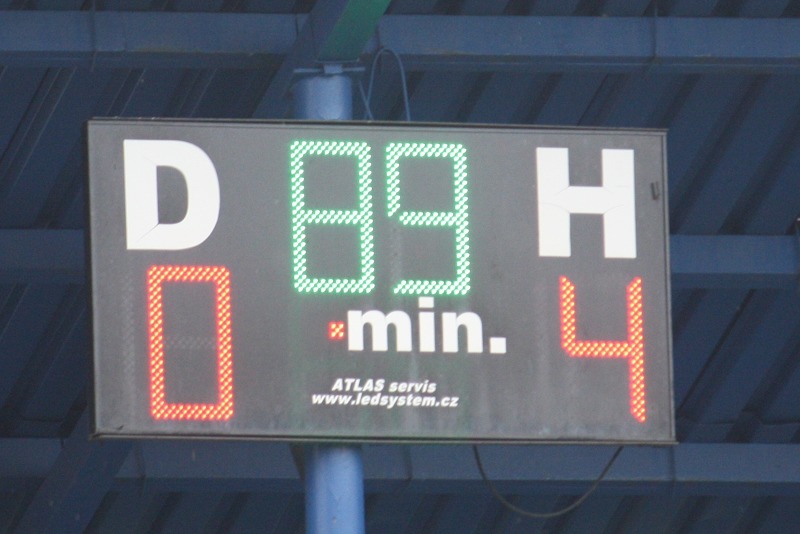 D 89 H
0 min. 4
ATLAS servis
www.ledsystem.cz